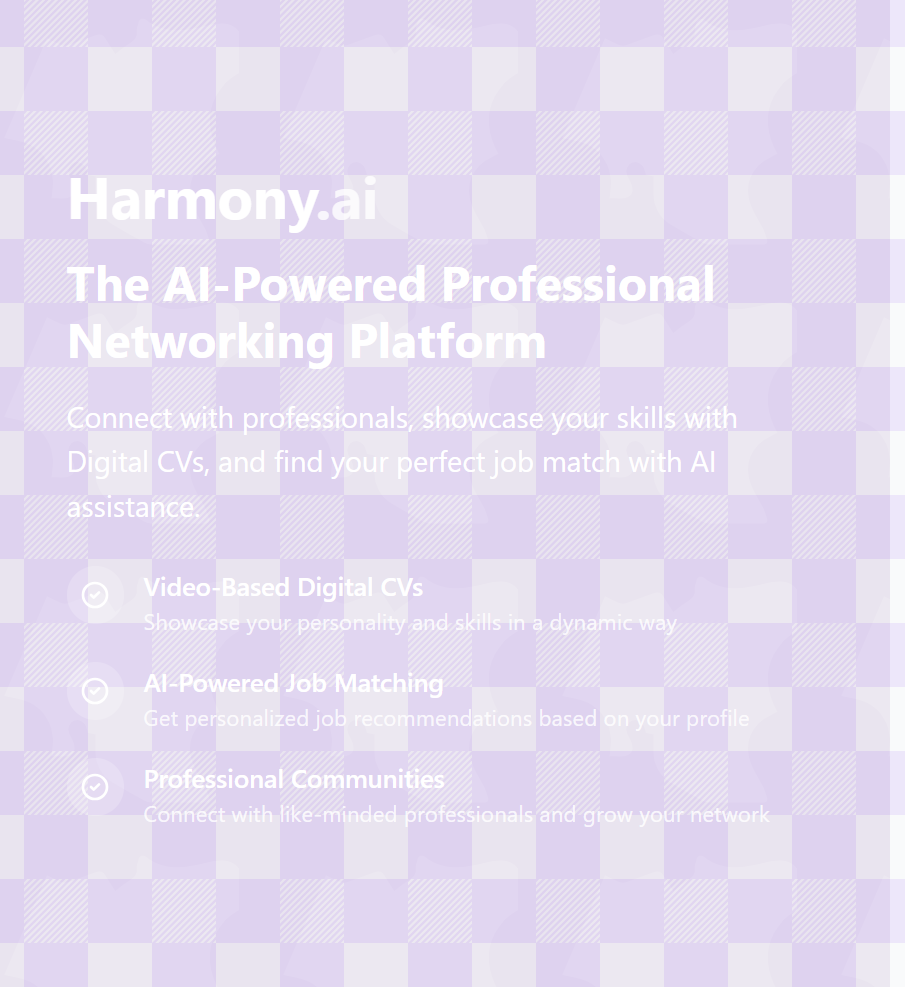 Harmony.ai
The AI-Powered Professional
Networking Platform
Connect with professionals, showcase your skills with
Digital CVs, and find your perfect job match with AI
assistance.
Video-Based Digital CVs
Showcase your personality and skills in a dynamic way
AI-Powered Job Matching
Get personalized job recommendations based on your profile
Professional Communities
Connect with like-minded professionals and grow your network